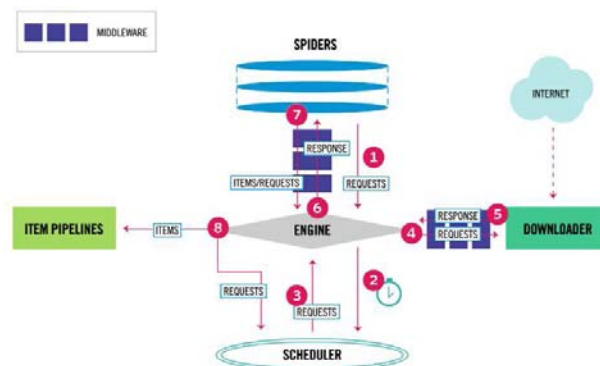 MIDDLEWARE
SPIDERS
INTERNET
7
RESPONSE
1
ITEMS/REQUESTS
REQUESTS
6
ITEM PIPELINES
ITEMS
8
ENGINE
4
RESPONSE
REQUESTS
5
DOWNLOADER
2
3
REQUESTS
REQUESTS
SCHEDULER